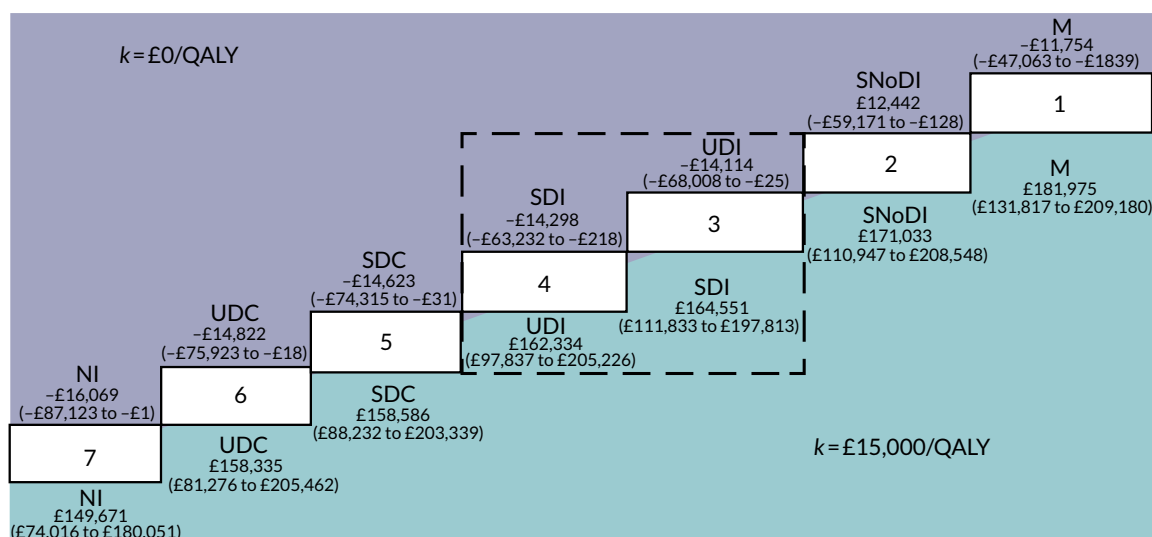 k = £0/QALY
M
–£11,754
(–£47,063 to –£1839)
1
M
£181,975
(£131,817 to £209,180)
SNoDI
£12,442
(–£59,171 to –£128)
2
SNoDI
£171,033
(£110,947 to £208,548)
UDI
–£14,114
(–£68,008 to –£25)
3
SDI
£164,551
(£111,833 to £197,813)
SDI
–£14,298
(–£63,232 to –£218)
4
UDI
£162,334
(£97,837 to £205,226)
SDC
–£14,623
(–£74,315 to –£31)
5
SDC
£158,586
(£88,232 to £203,339)
UDC
–£14,822
(–£75,923 to –£18)
6
UDC
£158,335
(£81,276 to £205,462)
NI
–£16,069
(–£87,123 to –£1)
7
NI
£149,671
(£74,016 to £180,051)
k = £15,000/QALY